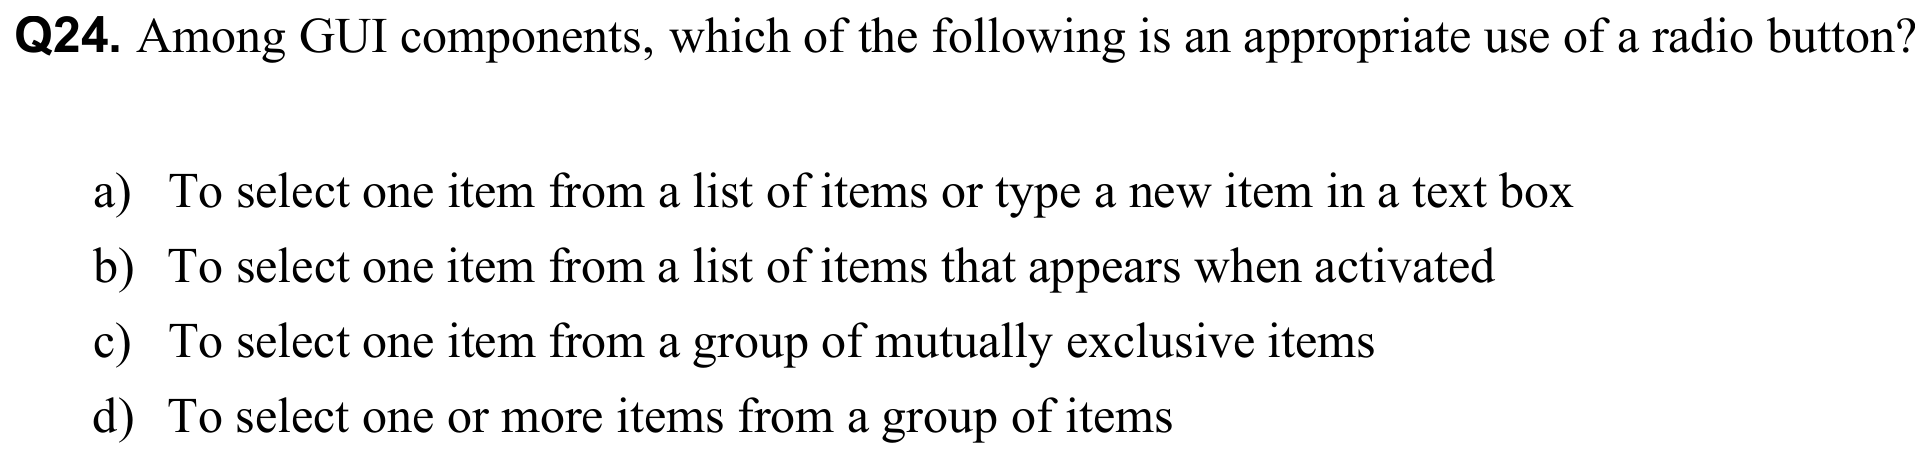 Q24. Among GUI components, which of the following is an appropriate use of a radio button?
a) To select one item from a list of items or type a new item in a text box
b) To select one item from a list of items that appears when activated
c) To select one item from a group of mutually exclusive items
d) To select one or more items from a group of items